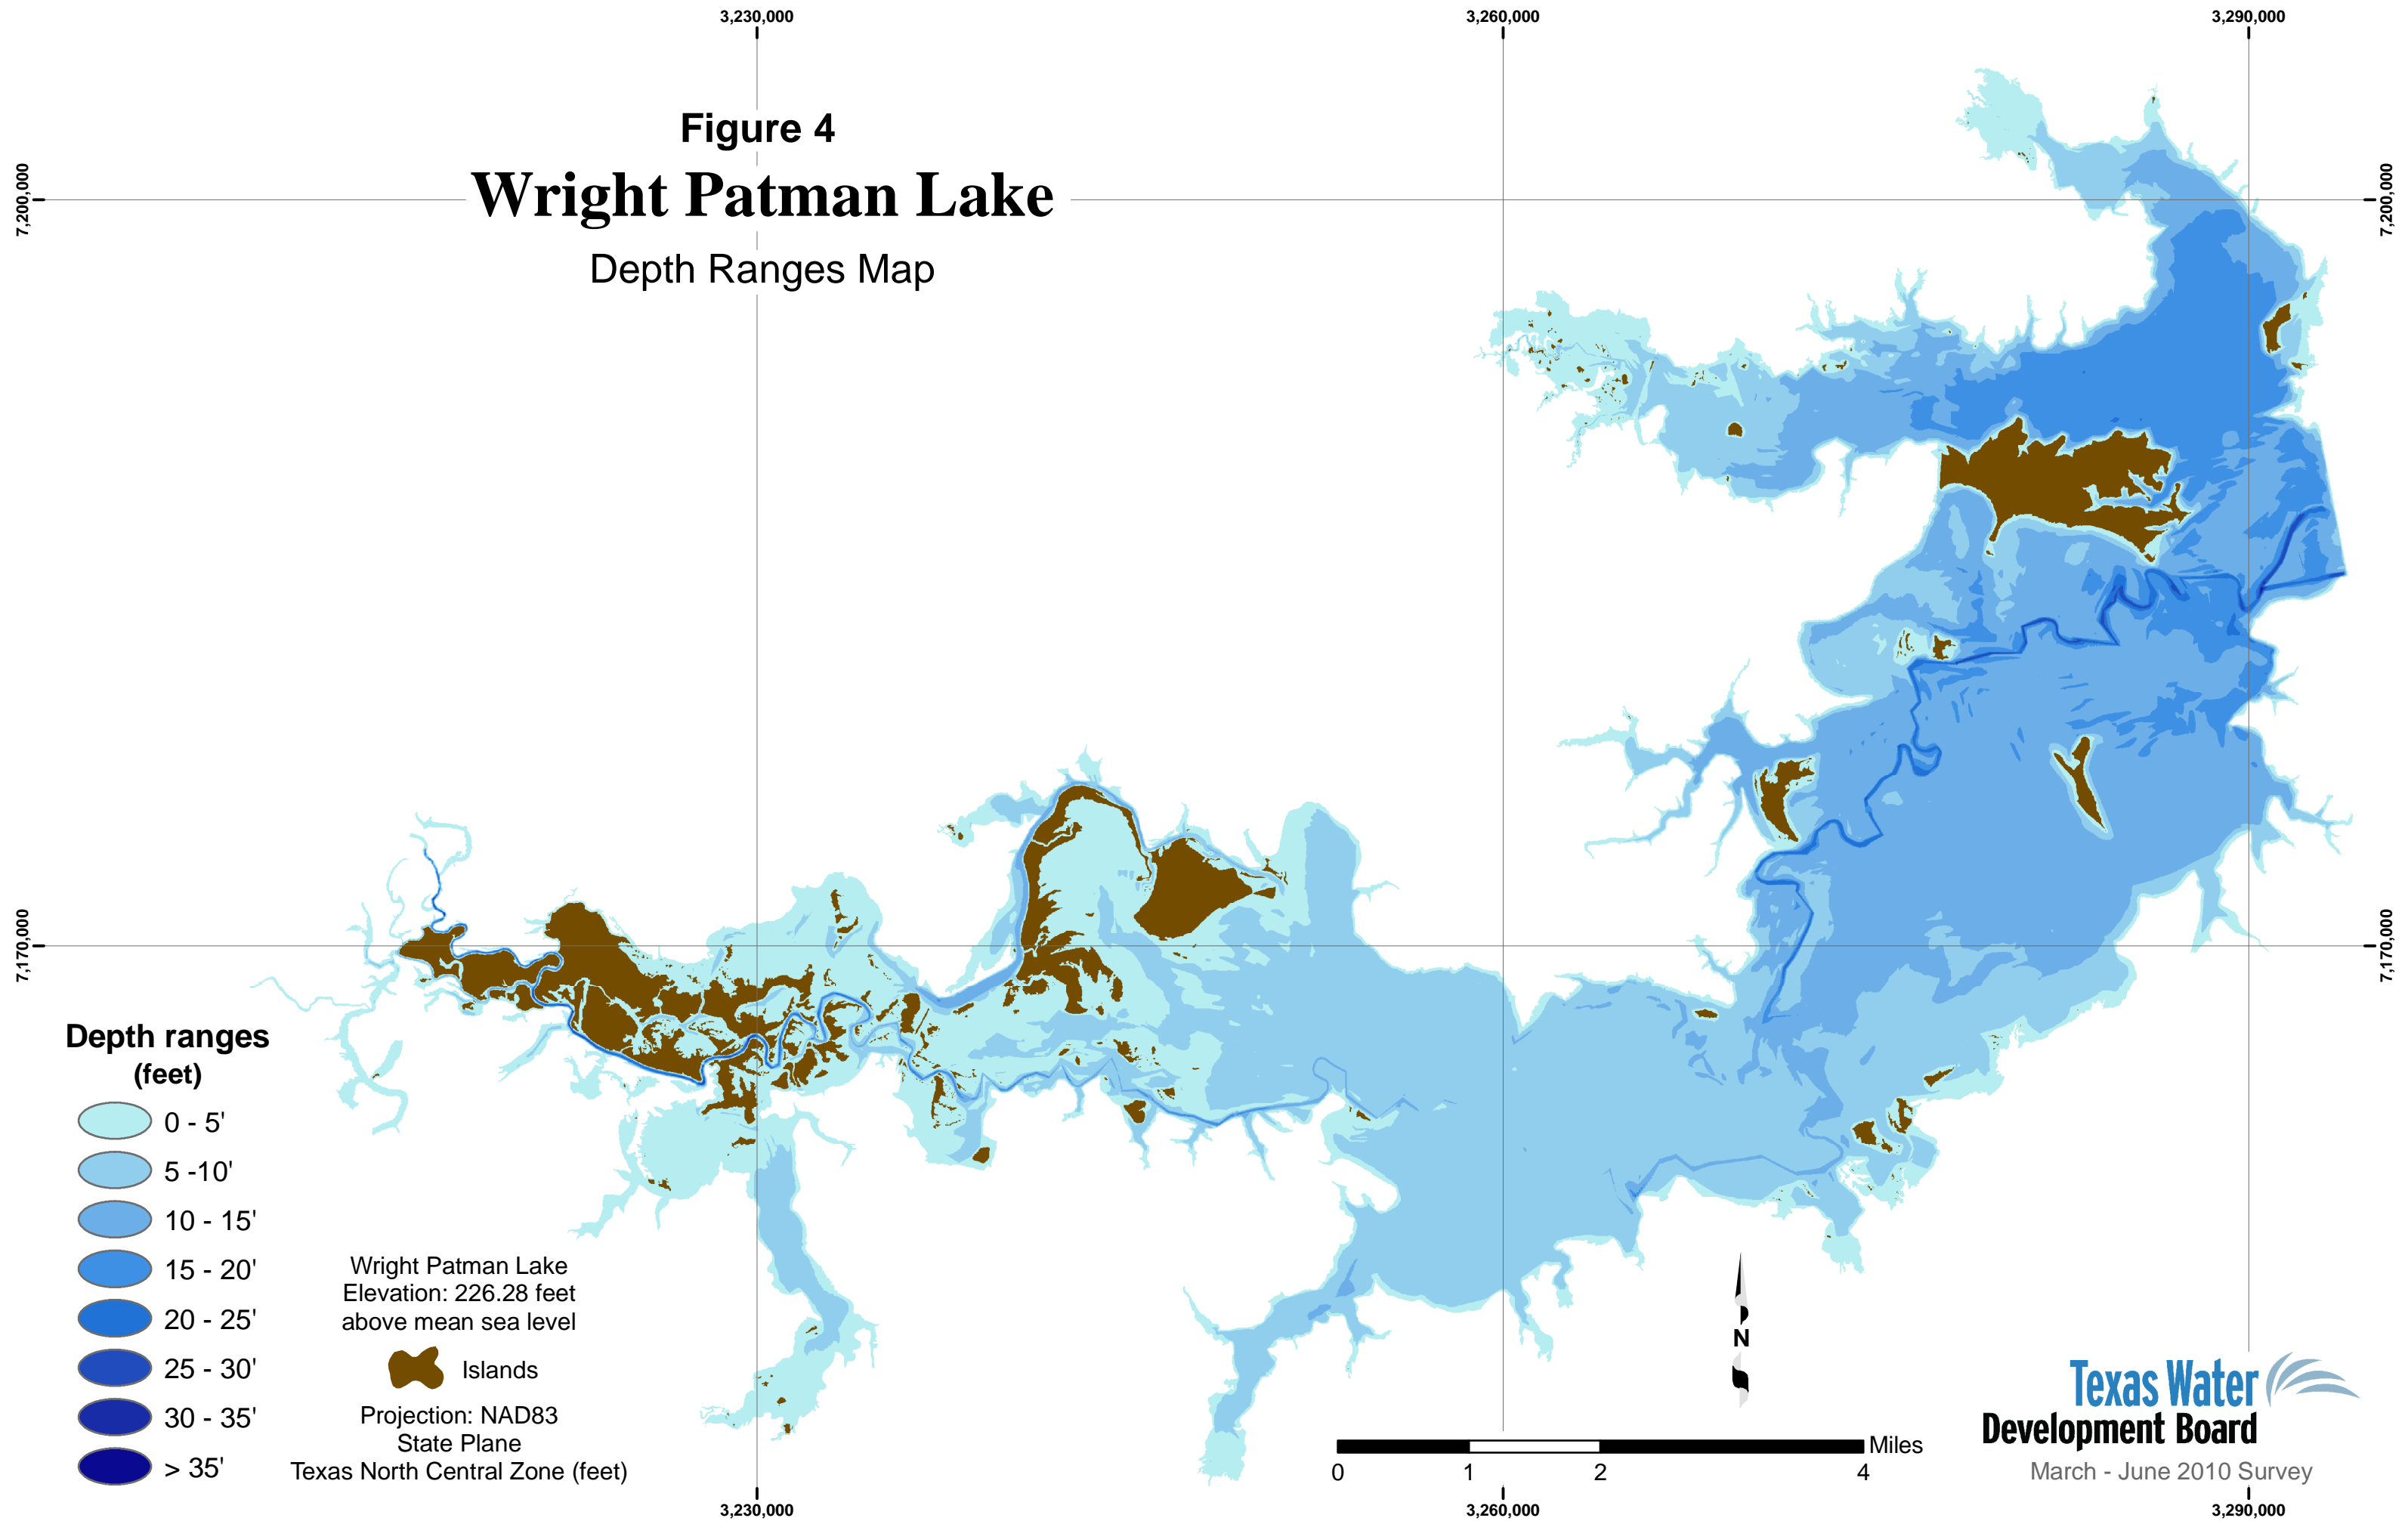 3,230,000
3,260,000
3,290,000
Figure 4
Wright Patman Lake
Depth Ranges Map
7,200,000
7,200,000
7,170,000
7,170,000
Depth ranges
(feet)
0 - 5'
5 -10'
10 - 15'
15 - 20'
20 - 25'
25 - 30'
30 - 35'
> 35'
Wright Patman Lake
Elevation: 226.28 feet
above mean sea level
Islands
Projection: NAD83
State Plane
Texas North Central Zone (feet)
N
Miles
0
1
2
4
Texas Water
Development Board
March - June 2010 Survey
3,230,000
3,260,000
3,290,000